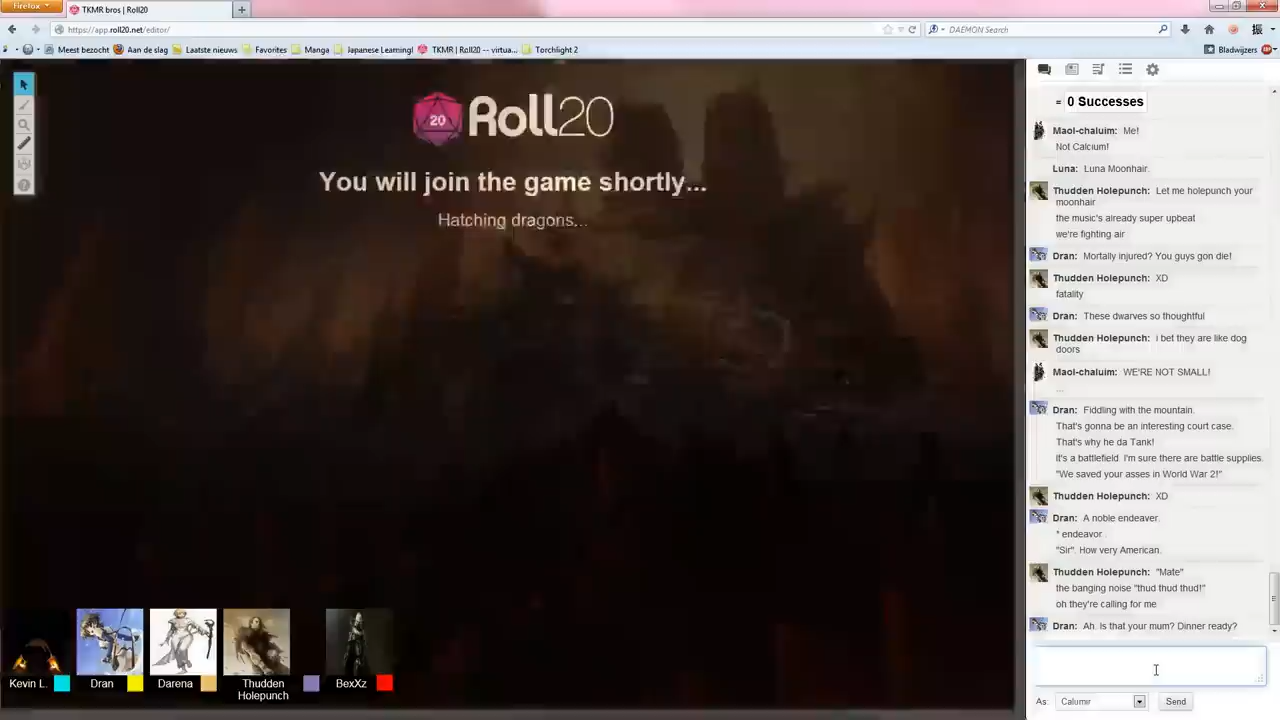 Firefox
TKMR bros | Roll20
https://app.roll20.net/editor/
DAEMON Search
Meest bezocht
Aan de slag
Laatste nieuws
Favorites
Manga
Japanese Learning!
TKMR | Roll20 -- virtua...
Torchlight 2
Bladwijzers
20 Roll20
You will join the game shortly...
Hatching dragons...
= 0 Successes
Maol-chaluim: Me!
Not Calcium!
Luna: Luna Moonhair.
Thudden Holepunch: Let me holepunch your
moonhair
the music's already super upbeat
we're fighting air
Dran: Mortally injured? You guys gon die!
Thudden Holepunch: XD
fatality
Dran: These dwarves so thoughtful
Thudden Holepunch: i bet they are like dog
doors
Maol-chaluim: WE'RE NOT SMALL!
...
Dran: Fiddling with the mountain.
That's gonna be an interesting court case.
That's why he da Tank!
It's a battlefield. I'm sure there are battle supplies.
"We saved your asses in World War 2!"
Thudden Holepunch: XD
Dran: A noble endeaver.
* endeavor.
"Sir". How very American.
Thudden Holepunch: "Mate"
the banging noise "thud thud thud!"
oh they're calling for me
Dran: Ah. Is that your mum? Dinner ready?
As:
Send
Kevin L.
Dran
Darena
Thudden
Holepunch
BexXz